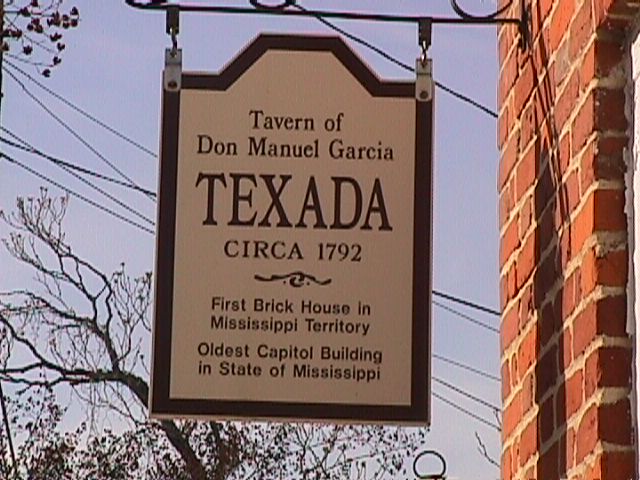 Tavern of
Don Manuel Garcia
TEXADA
CIRCA 1792
First Brick House in
Mississippi Territory
Oldest Capitol Building
in State of Mississippi